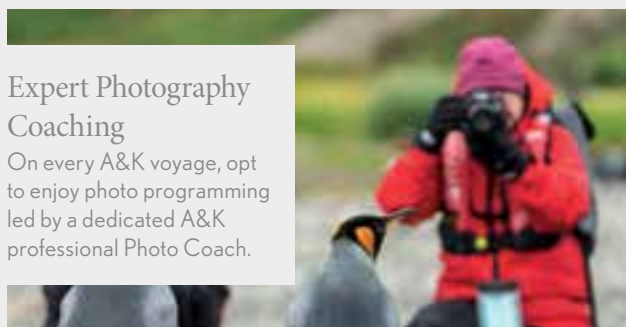 Expert Photography
Coaching
On every A&K voyage, opt
to enjoy photo programming
led by a dedicated A&K
professional Photo Coach.